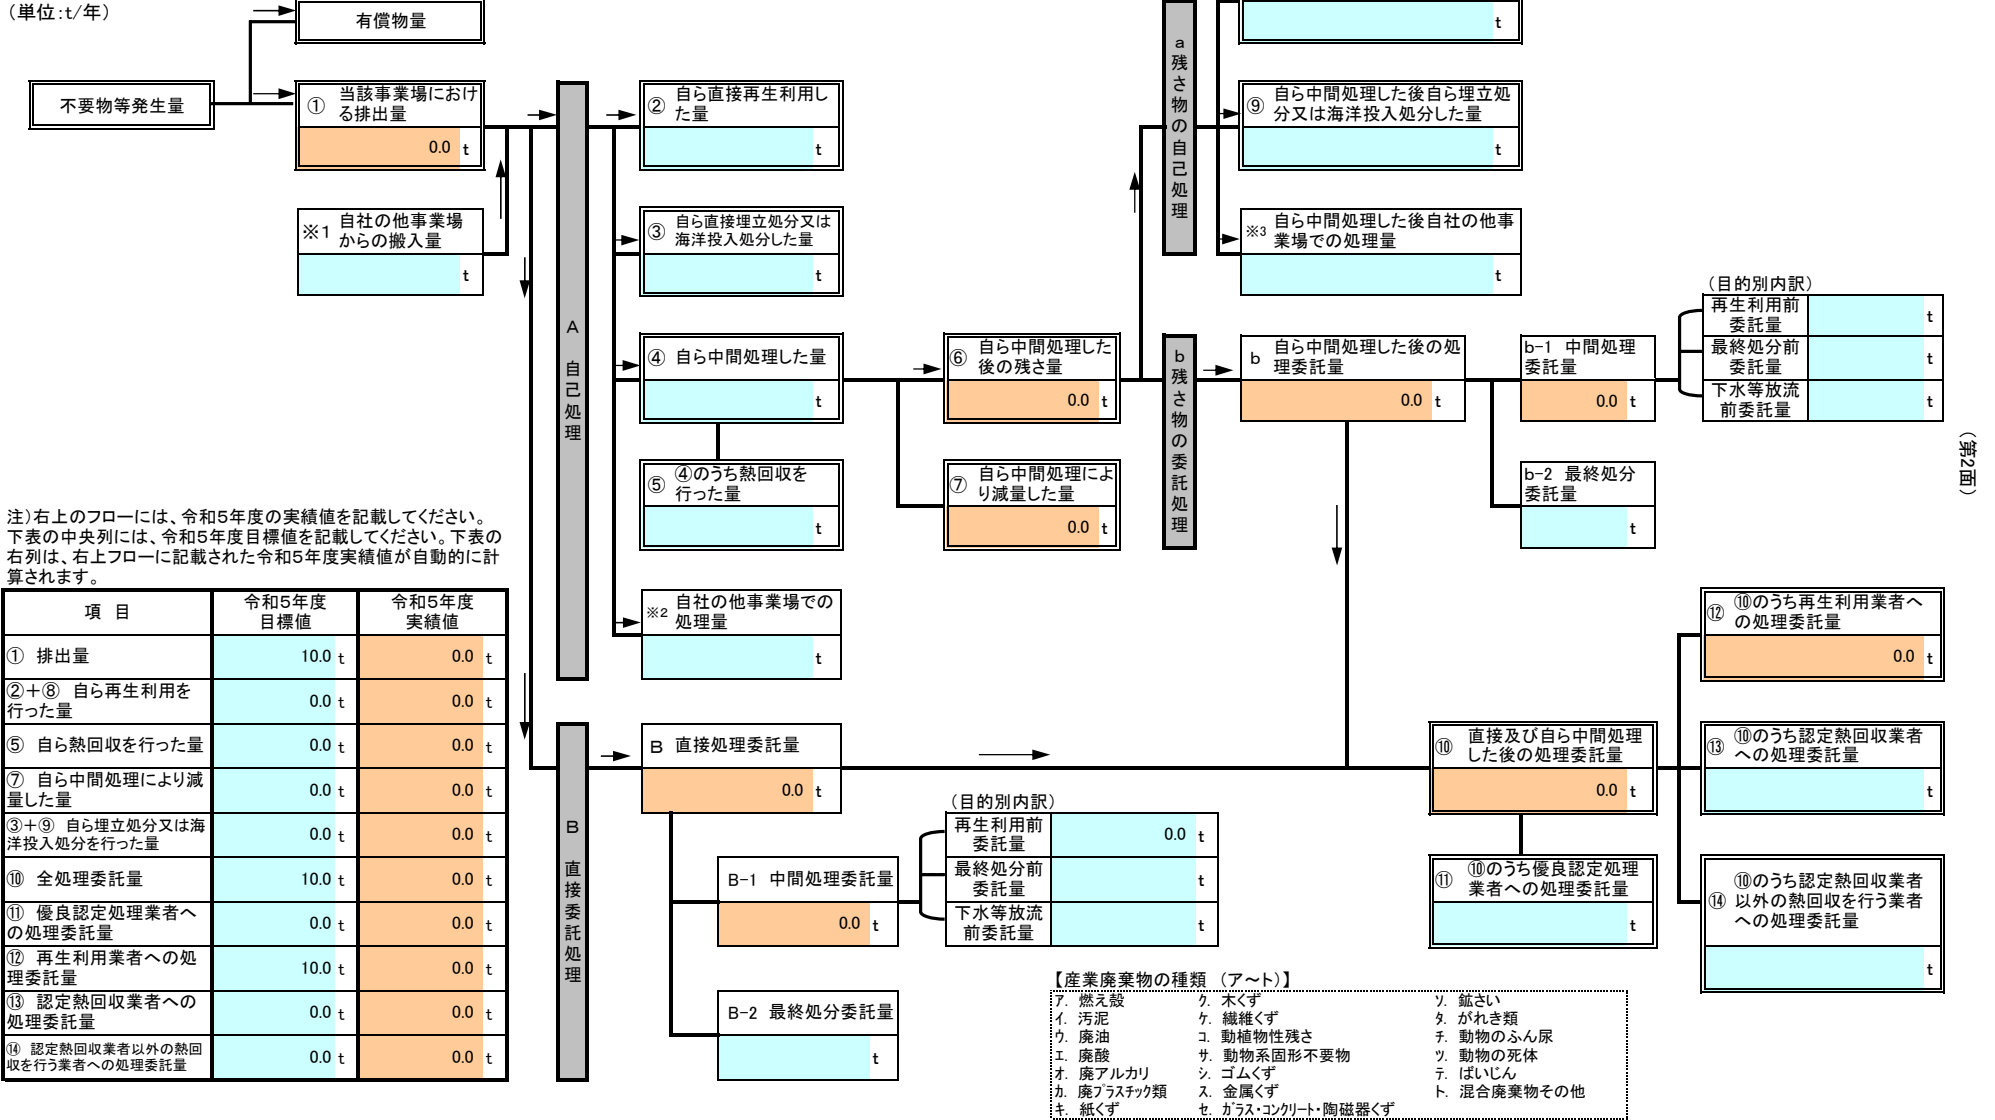 （単位：t/年）
有償物量
不要物等発生量
① 当該事業場におけ
る排出量
0.0 t
※1 自社の他事業場
からの搬入量
t
A 自己処理
② 自ら直接再生利用し
た量
t
③ 自ら直接埋立処分又は
海洋投入処分した量
t
④ 自ら中間処理した量
t
⑤ ④のうち熱回収を
行った量
t
※2 自社の他事業場での
処理量
t
⑥ 自ら中間処理した
後の残さ量
0.0 t
⑦ 自ら中間処理によ
り減量した量
0.0 t
a残さ物の自己処理
t
⑨ 自ら中間処理した後自ら埋立処
分又は海洋投入処分した量
t
※3 自ら中間処理した後自社の他事
業場での処理量
t
b残さ物の委託処理
b 自ら中間処理した後の処
理委託量
0.0 t
b-1 中間処理
委託量
0.0 t
b-2 最終処分
委託量
t
（目的別内訳）
再生利用前
委託量
t
最終処分前
委託量
t
下水等放流
前委託量
t
（第2面）
注）右上のフローには、令和５年度の実績値を記載してください。
下表の中央列には、令和５年度目標値を記載してください。下表の
右列は、右上フローに記載された令和５年度実績値が自動的に計
算されます。
項 目 令和５年度
目標値 令和５年度
実績値
① 排出量 10.0 t 0.0 t
②＋⑧ 自ら再生利用を
行った量 0.0 t 0.0 t
⑤ 自ら熱回収を行った量 0.0 t 0.0 t
⑦ 自ら中間処理により減
量した量 0.0 t 0.0 t
③＋⑨ 自ら埋立処分又は海
洋投入処分を行った量 0.0 t 0.0 t
⑩ 全処理委託量 10.0 t 0.0 t
⑪ 優良認定処理業者へ
の処理委託量 0.0 t 0.0 t
⑫ 再生利用業者への処
理委託量 10.0 t 0.0 t
⑬ 認定熱回収業者への
処理委託量 0.0 t 0.0 t
⑭ 認定熱回収業者以外の熱回
収を行う業者への処理委託量 0.0 t 0.0 t
B 直接委託処理
B 直接処理委託量
0.0 t
B-1 中間処理委託量
0.0 t
B-2 最終処分委託量
t
（目的別内訳）
再生利用前
委託量 0.0 t
最終処分前
委託量 t
下水等放流
前委託量 t
⑩ 直接及び自ら中間処理
した後の処理委託量
0.0 t
⑪ ⑩のうち優良認定処理
業者への処理委託量
t
⑫ ⑩のうち再生利用業者へ
の処理委託量
0.0 t
⑬ ⑩のうち認定熱回収業者
への処理委託量
t
⑭ ⑩のうち認定熱回収業者
以外の熱回収を行う業者
への処理委託量
t
【産業廃棄物の種類 （ア～ト）】
ア. 燃え殻 ク. 木くず ソ. 鉱さい
イ. 汚泥 ケ. 繊維くず タ. がれき類
ウ. 廃油 コ. 動植物性残さ チ. 動物のふん尿
エ. 廃酸 サ. 動物系固形不要物 ツ. 動物の死体
オ. 廃アルカリ シ. ゴムくず テ. ばいじん
カ. 廃プラスチック類 ス. 金属くず ト. 混合廃棄物その他
キ. 紙くず セ. ガラス・コンクリート・陶磁器くず